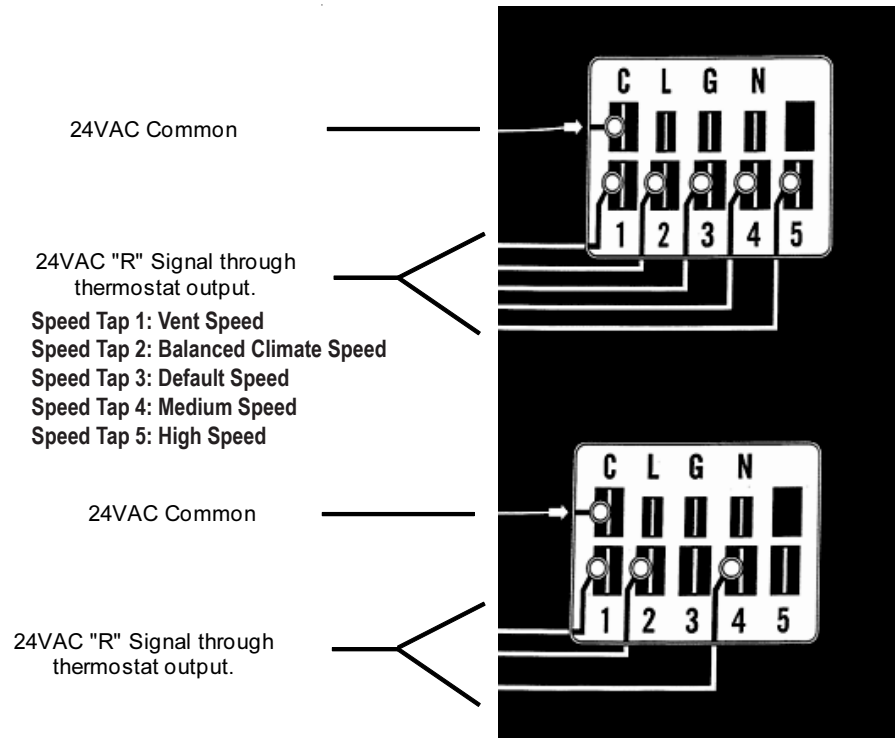 C L G N
24VAC Common
1 2 3 4 5
24VAC "R" Signal through
thermostat output.
Speed Tap 1: Vent Speed
Speed Tap 2: Balanced Climate Speed
Speed Tap 3: Default Speed
Speed Tap 4: Medium Speed
Speed Tap 5: High Speed
C L G N
24VAC Common
1 2 3 4 5
24VAC "R" Signal through
thermostat output.